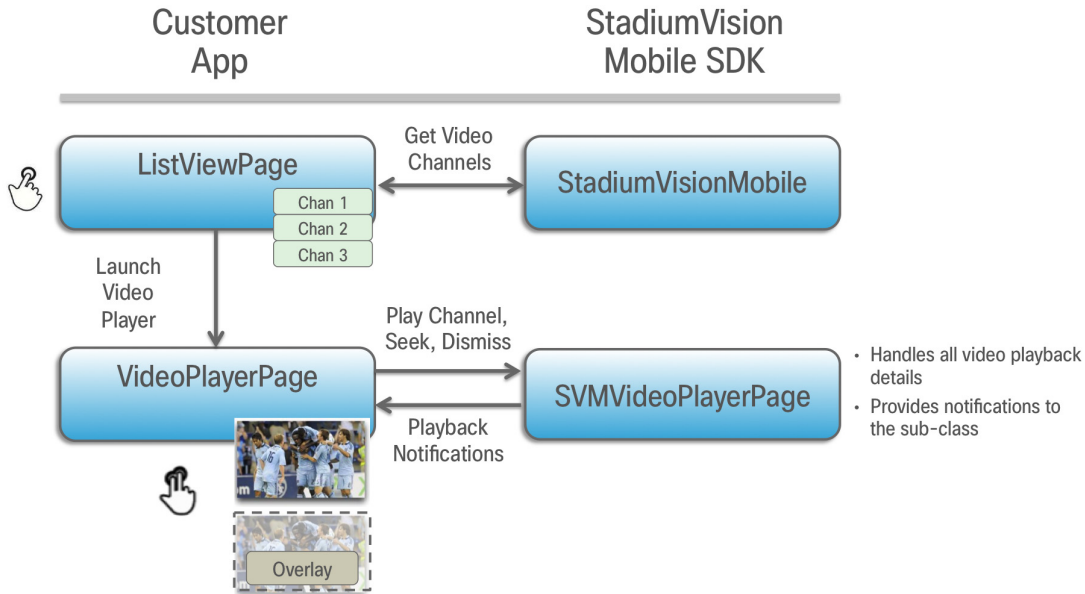 Customer
App
StadiumVision
Mobile SDK
ListViewPage
Chan 1
Chan 2
Chan 3
Get Video
Channels
StadiumVisionMobile
Launch
Video
Player
Play Channel,
Seek, Dismiss
VideoPlayerPage
SVMVideoPlayerPage
• Handles all video playback
details
• Provides notifications to
the sub-class
Playback
Notifications
Overlay